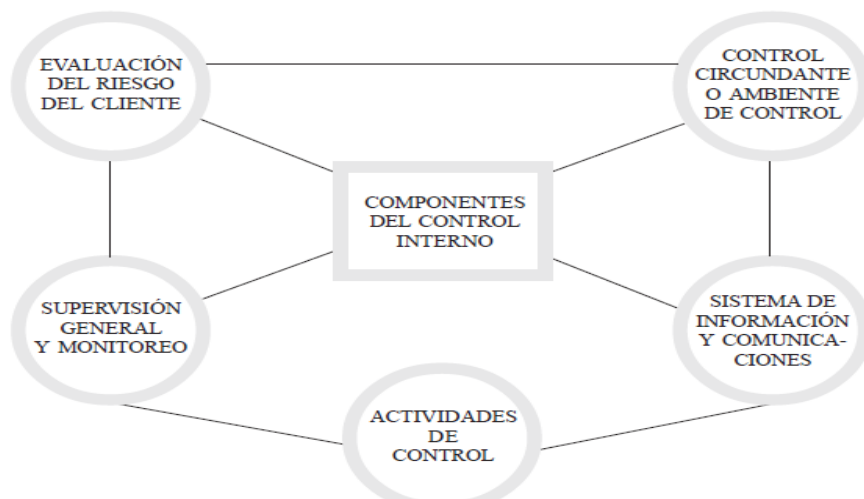 EVALUACIÓN
DEL RIESGO
DEL CLIENTE
CONTROL
CIRCUNDANTE
O AMBIENTE
DE CONTROL
COMPONENTES
DEL CONTROL
INTERNO
SUPERVISIÓN
GENERAL
Y MONITOREO
SISTEMA DE
INFORMACIÓN
Y COMUNICA-
CIONES
ACTIVIDADES
DE
CONTROL